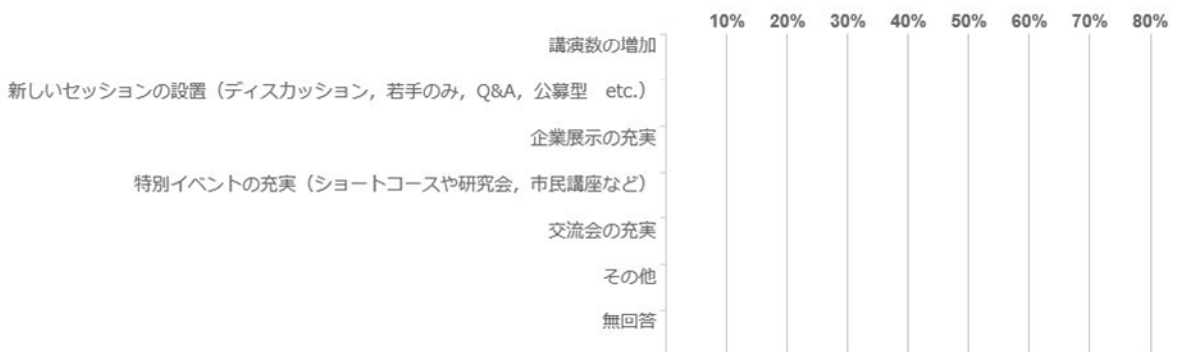 10% 20% 30% 40% 50% 60% 70% 80%
講演数の増加
新しいセッションの設置（ディスカッション，若手のみ，Q&A，公募型　etc.）
企業展示の充実
特別イベントの充実（ショートコースや研究会，市民講座など）
交流会の充実
その他
無回答